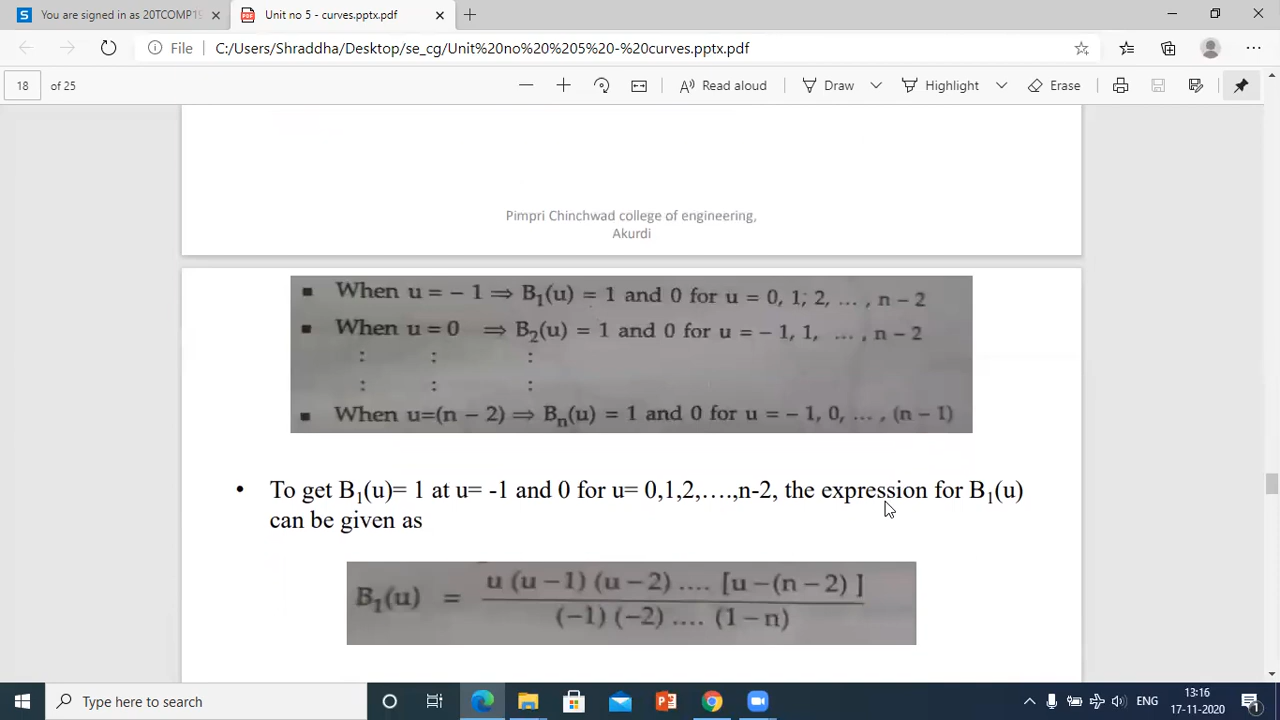 You are signed in as 20TCOMP19
Unit no 5 - curves.pptx.pdf
File C:/Users/Shraddha/Desktop/se_cg/Unit%20no%20%205%20-%20curves.pptx.pdf
18 of 25 Read aloud Draw Highlight Erase
Pimpri Chinchwad college of engineering,
Akurdi
▪ When u = − 1 ⇒ B₁(u) = 1 and 0 for u = 0, 1, 2, ... , n − 2
▪ When u = 0 ⇒ B₂(u) = 1 and 0 for u = − 1, 1, ... , n − 2
: : :
: : :
▪ When u=(n − 2) ⇒ Bₙ(u) = 1 and 0 for u = − 1, 0, ... , (n − 1)
• To get B₁(u)= 1 at u= -1 and 0 for u= 0,1,2,….,n-2, the expression for B₁(u)
can be given as
u (u − 1) (u − 2) .... [u − (n − 2) ]
B₁(u) =
(−1) (−2) .... (1 − n)
Type here to search
ENG
13:16
17-11-2020
1